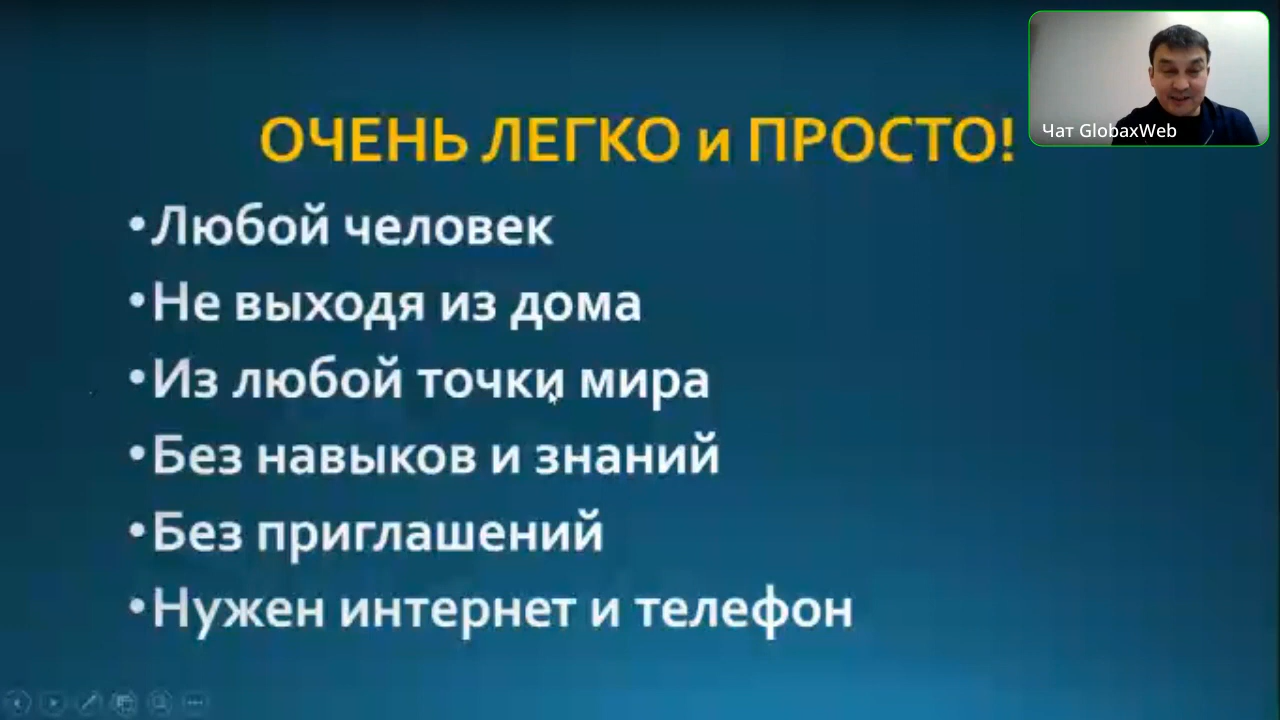 ОЧЕНЬ ЛЕГКО и ПРОСТО!
Чат GlobaxWeb
•Любой человек
•Не выходя из дома
•Из любой точки мира
•Без навыков и знаний
•Без приглашений
•Нужен интернет и телефон